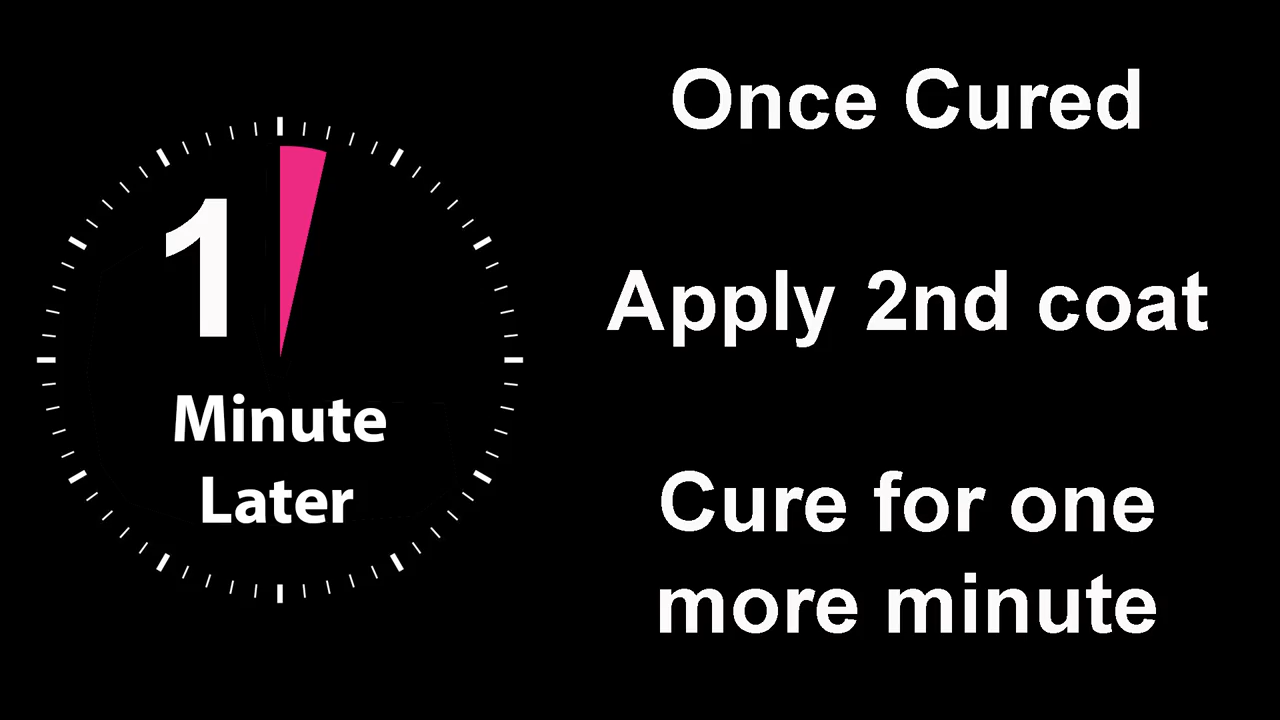 1
Minute
Later
Once Cured
Apply 2nd coat
Cure for one
more minute